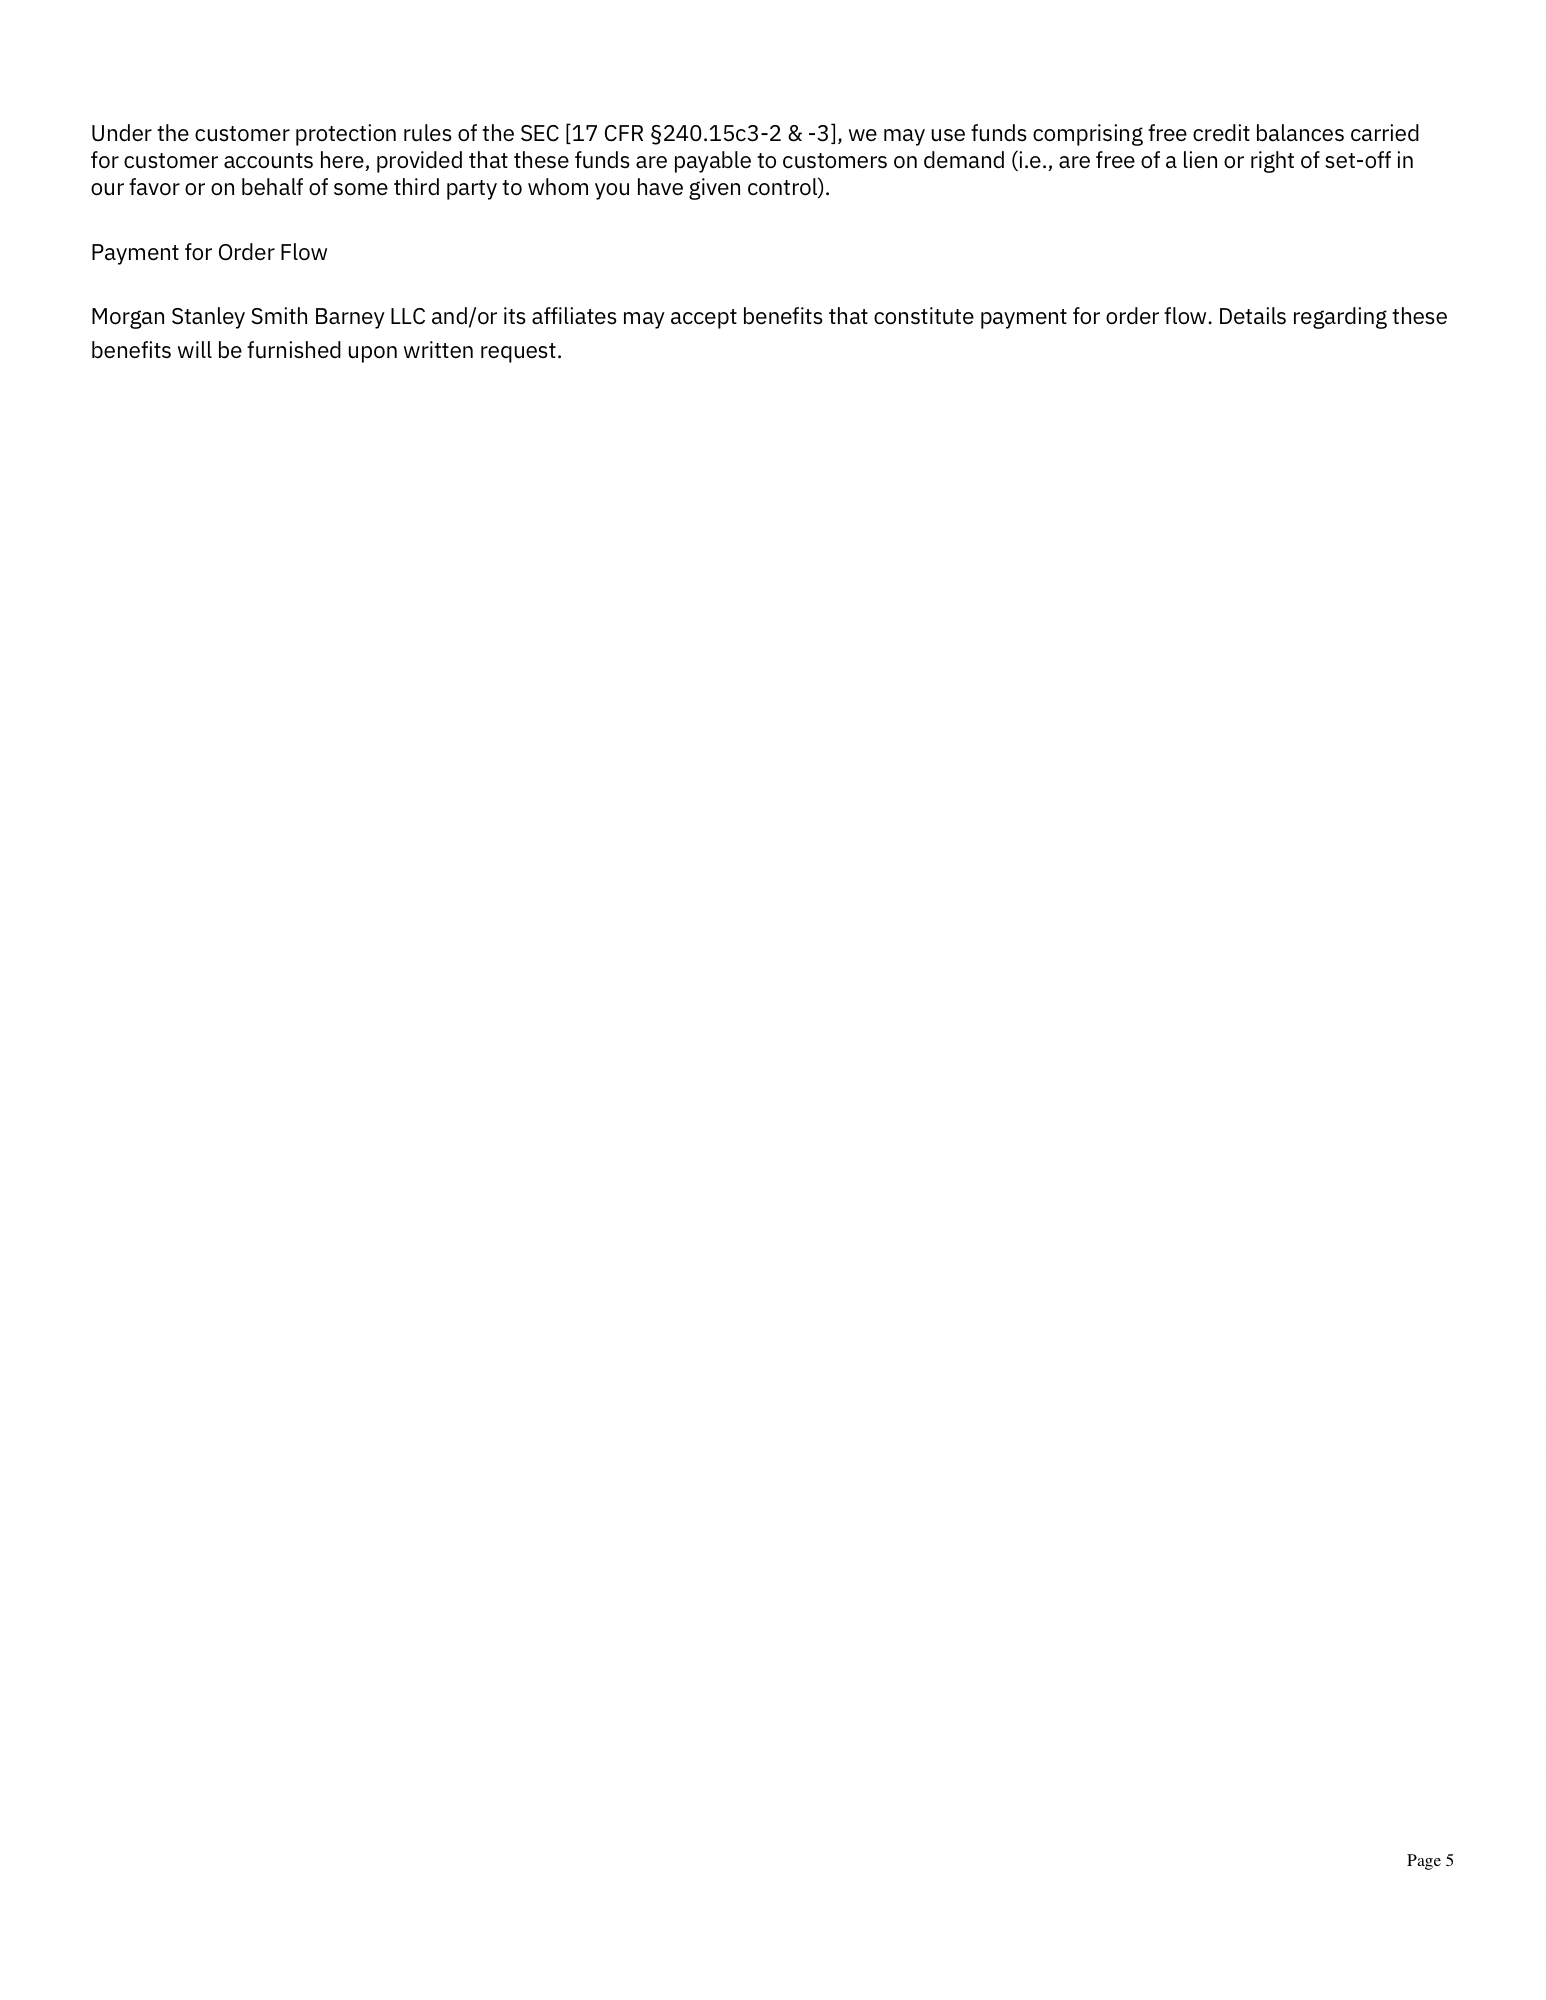 Under the customer protection rules of the SEC [17 CFR §240.15c3-2 & -3], we may use funds comprising free credit balances carried
for customer accounts here, provided that these funds are payable to customers on demand (i.e., are free of a lien or right of set-off in
our favor or on behalf of some third party to whom you have given control).
Payment for Order Flow
Morgan Stanley Smith Barney LLC and/or its affiliates may accept benefits that constitute payment for order flow. Details regarding these
benefits will be furnished upon written request.
Page 5